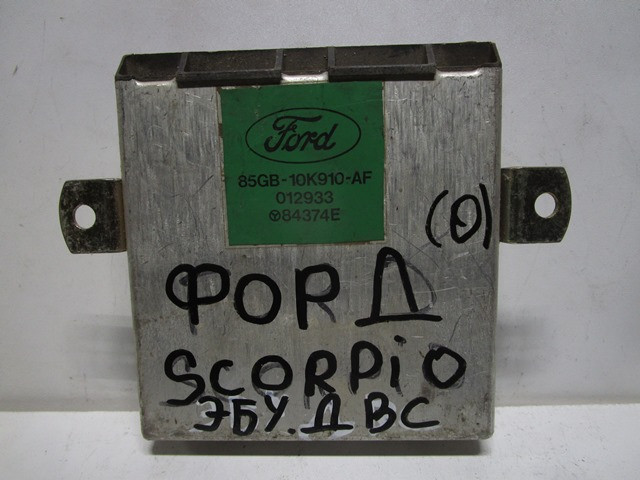 Ford
85GB-10K910-AF
012933
84374E
(0)
ФОРД
SCORPiO
ЭБУ. ДВС